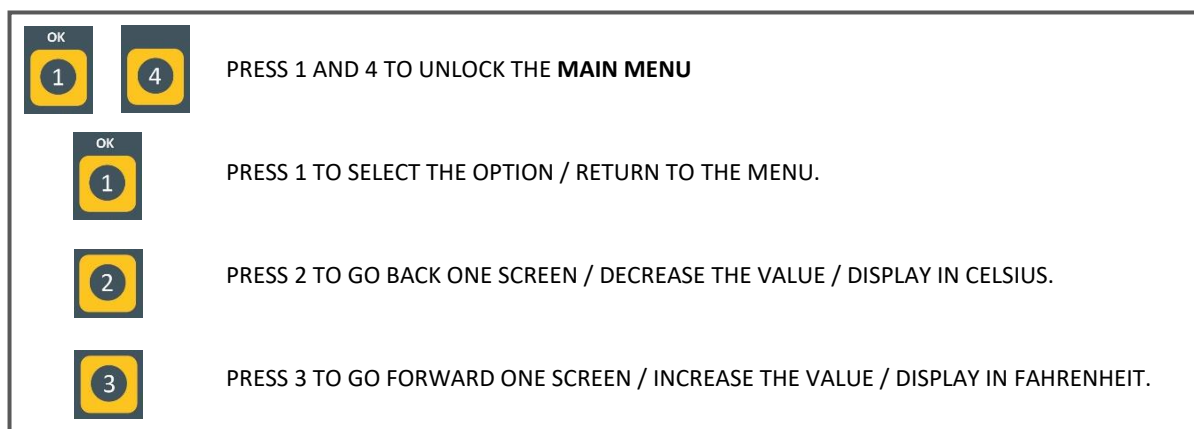 OK
1 4 PRESS 1 AND 4 TO UNLOCK THE MAIN MENU
OK
1 PRESS 1 TO SELECT THE OPTION / RETURN TO THE MENU.
2 PRESS 2 TO GO BACK ONE SCREEN / DECREASE THE VALUE / DISPLAY IN CELSIUS.
3 PRESS 3 TO GO FORWARD ONE SCREEN / INCREASE THE VALUE / DISPLAY IN FAHRENHEIT.